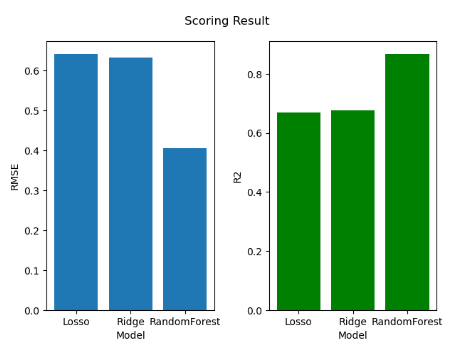 Scoring Result
RMSE
0.6
0.5
0.4
0.3
0.2
0.1
0.0
Losso Ridge RandomForest
Model
R2
0.8
0.6
0.4
0.2
0.0
Losso Ridge RandomForest
Model